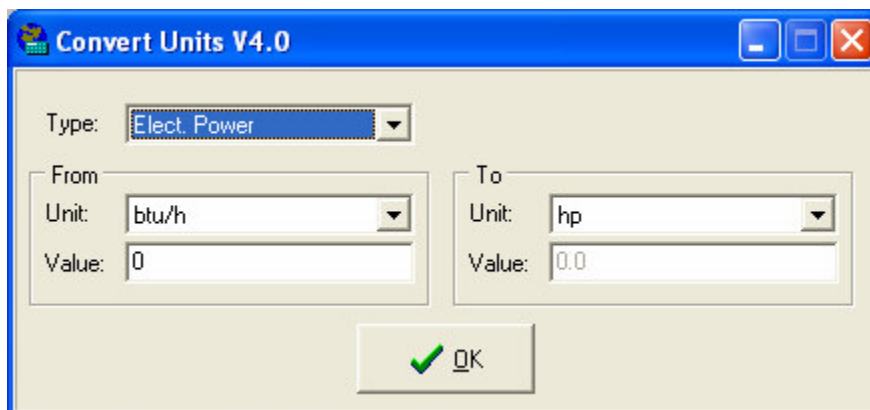 Convert Units V4.0
Type: Elect. Power
From
Unit: btu/h
Value: 0
To
Unit: hp
Value: 0.0
OK